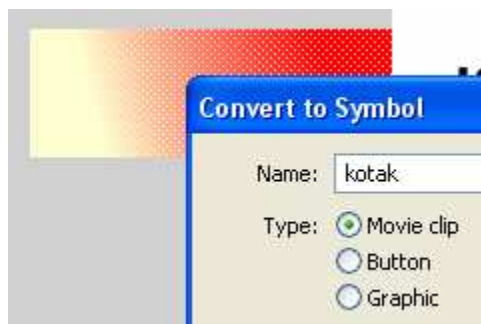 Convert to Symbol
Name: kotak
Type: Movie clip
Button
Graphic